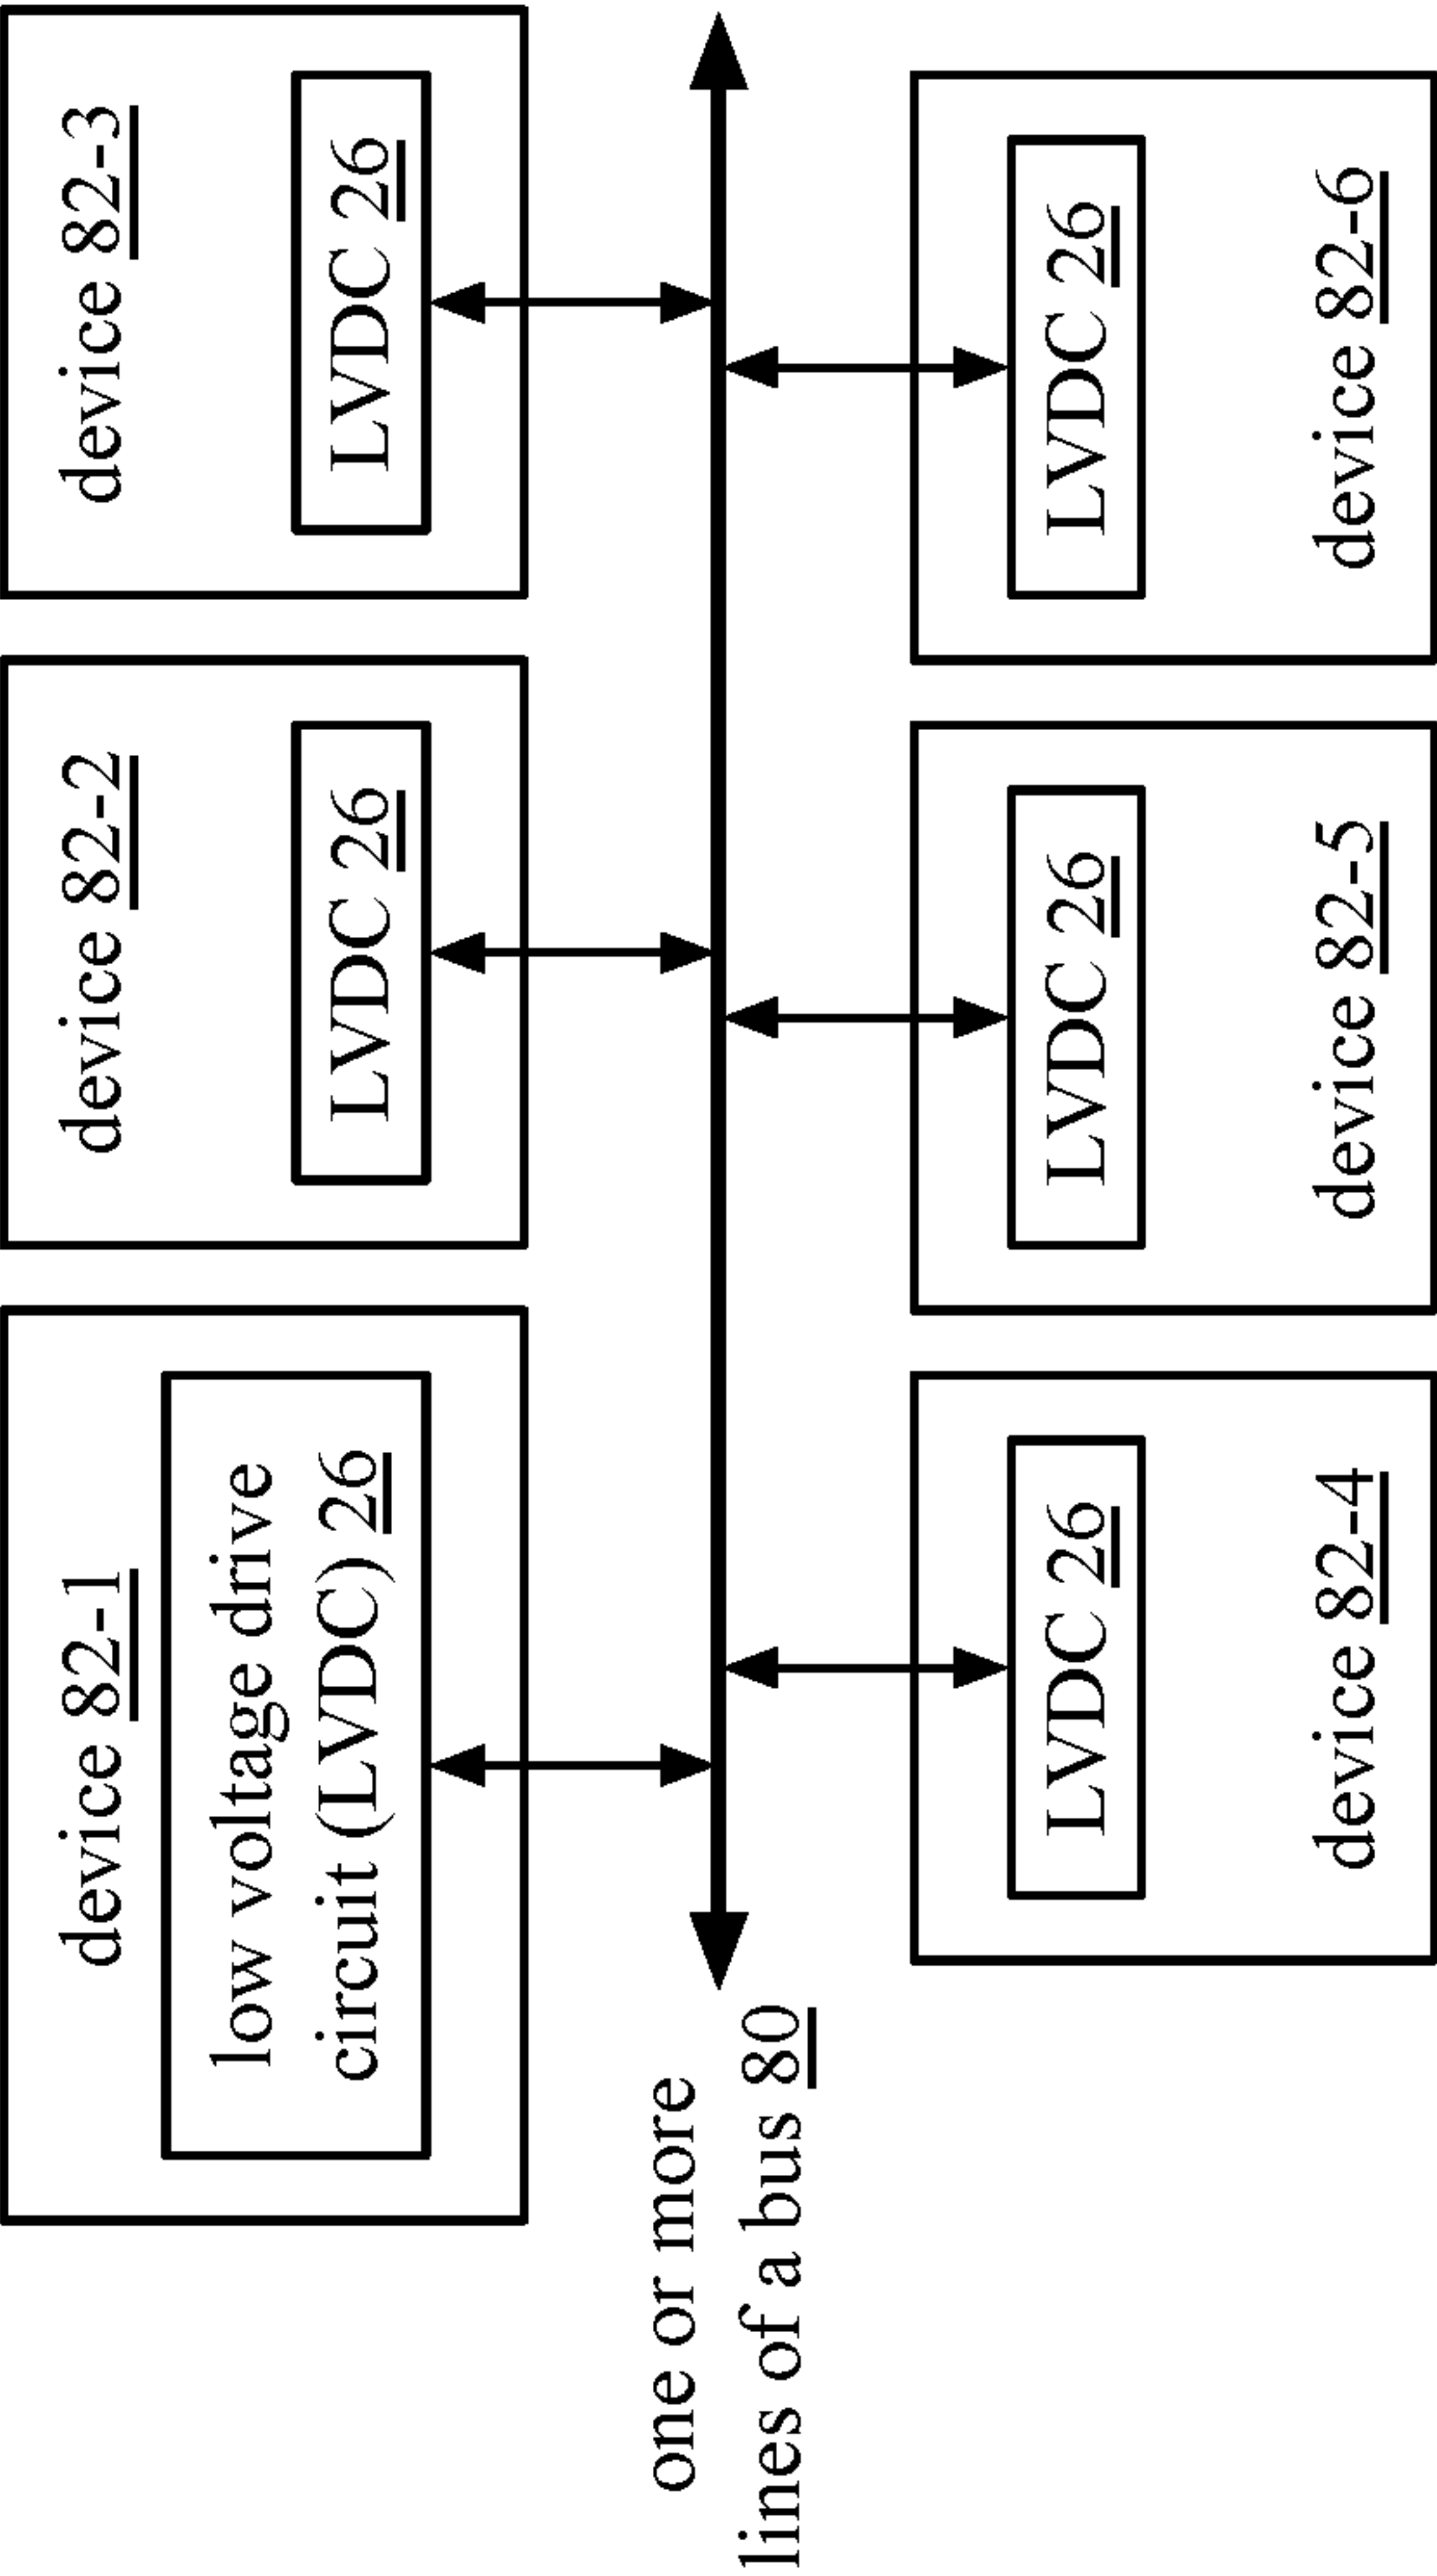 device 82-1
low voltage drive
circuit (LVDC) 26
device 82-2
LVDC 26
device 82-3
LVDC 26
one or more
lines of a bus 80
LVDC 26
device 82-4
LVDC 26
device 82-5
LVDC 26
device 82-6